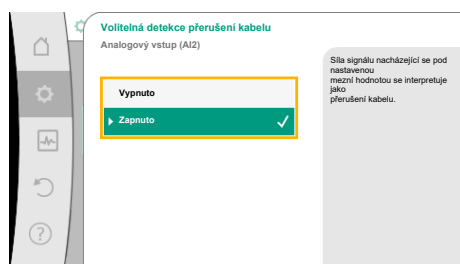 Volitelná detekce přerušení kabelu
Analogový vstup (AI2)
Vypnuto
Zapnuto
Síla signálu nacházející se pod
nastavenou
mezní hodnotou se interpretuje
jako
přerušení kabelu.
?